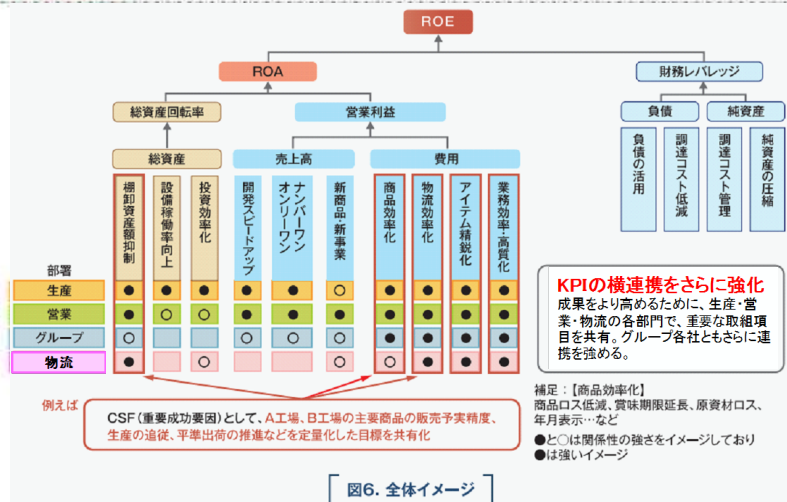 ROE
ROA
財務レバレッジ
総資産回転率
営業利益
負債
純資産
総資産
売上高
費用
棚卸資産額抑制
設備稼働率向上
投資効率化
開発スピードアップ
ナンバーワン
オンリーワン
新商品・新事業
商品効率化
物流効率化
アイテム精鋭化
業務効率・高質化
負債の活用
調達コスト低減
調達コスト管理
純資産の圧縮
部署
生産 ● ● ● ● ● ○ ● ● ● ●
営業 ● ○ ○ ● ● ● ● ● ● ●
グループ ○ ○ ○ ○ ● ● ● ●
物流 ● ○ ○ ○ ● ● ●
KPIの横連携をさらに強化
成果をより高めるために、生産・営
業・物流の各部門で、重要な取組項
目を共有。グループ各社ともさらに連
携を強める。
例えば
CSF（重要成功要因）として、A工場、B工場の主要商品の販売予実精度、
生産の追従、平準出荷の推進などを定量化した目標を共有化
補足：【商品効率化】
商品ロス低減、賞味期限延長、原資材ロス、
年月表示…など
●と○は関係性の強さをイメージしており
●は強いイメージ
図6. 全体イメージ